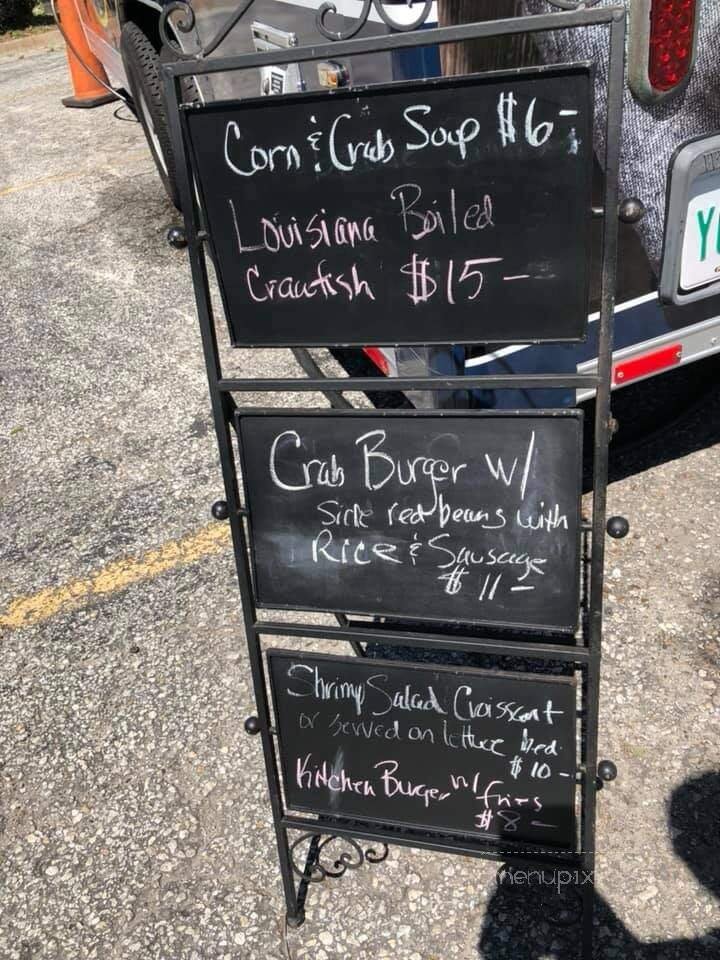 Corn & Crab Soup $6-
Louisiana Boiled
Crawfish $15-
Crab Burger w/
Side red beans with
Rice & Sausage
$11-
Shrimp Salad Croissant
or served on lettuce bed.
$10-
Kitchen Burger w/
fries
$8-
Y
menupix